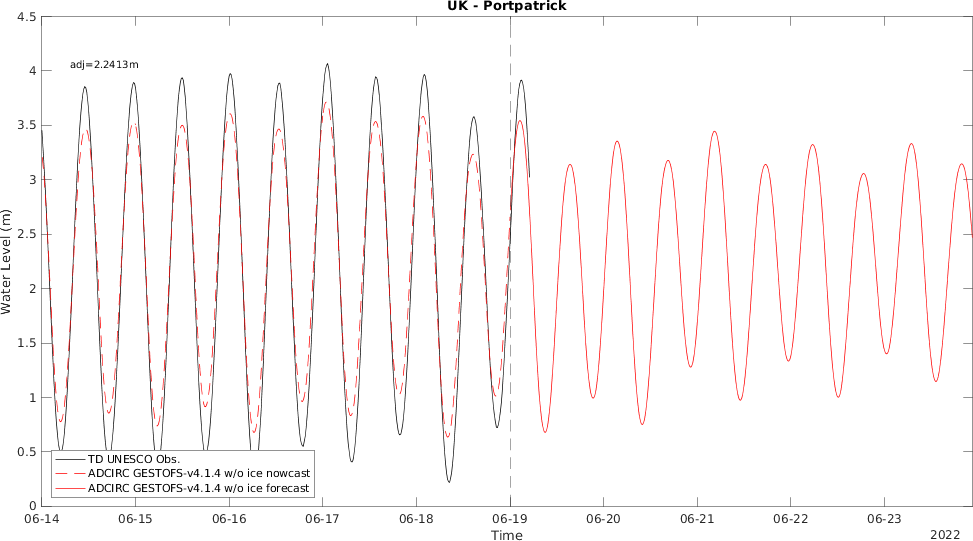 UK - Portpatrick
4.5
4
3.5
3
2.5
2
1.5
1
0.5
0
Water Level (m)
adj=2.2413m
TD UNESCO Obs.
ADCIRC GESTOFS-v4.1.4 w/o ice nowcast
ADCIRC GESTOFS-v4.1.4 w/o ice forecast
06-14 06-15 06-16 06-17 06-18 06-19 06-20 06-21 06-22 06-23
Time
2022